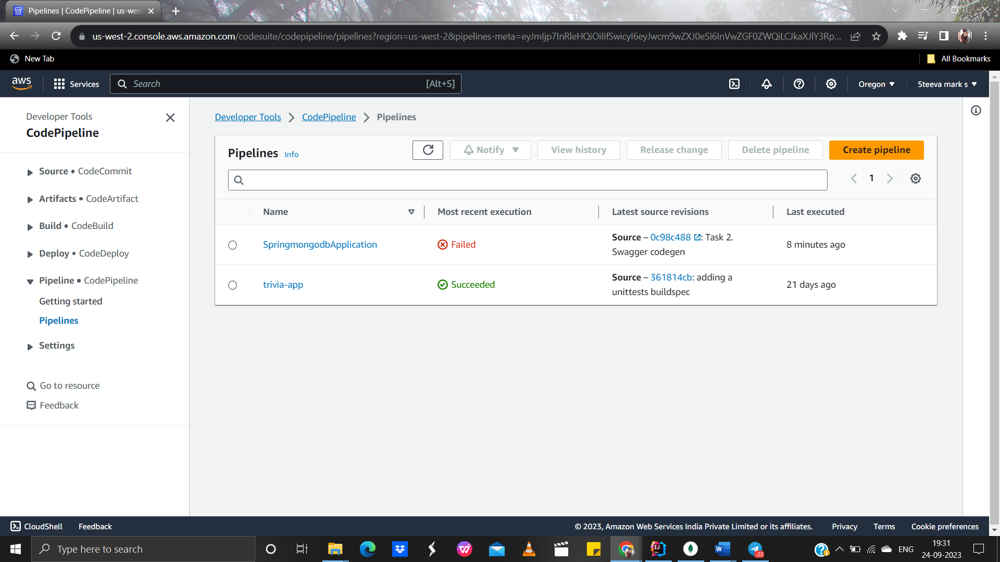 Pipelines | CodePipeline | us-wes
us-west-2.console.aws.amazon.com/codesuite/codepipeline/pipelines?region=us-west-2&pipelines-meta=
New Tab
All Bookmarks
aws
Services
Search
[Alt+S]
Oregon
Steeva mark s
Developer Tools
CodePipeline
Source • CodeCommit
Artifacts • CodeArtifact
Build • CodeBuild
Deploy • CodeDeploy
Pipeline • CodePipeline
Getting started
Pipelines
Settings
Go to resource
Feedback
Developer Tools
CodePipeline
Pipelines
Pipelines Info
Notify
View history
Release change
Delete pipeline
Create pipeline
1
Name
Most recent execution
Latest source revisions
Last executed
SpringmongodbApplication
Failed
Source – 0c98c488 : Task 2.
Swagger codegen
8 minutes ago
trivia-app
Succeeded
Source – 361814cb: adding a
unittests buildspec
21 days ago
CloudShell
Feedback
© 2023, Amazon Web Services India Private Limited or its affiliates.
Privacy
Terms
Cookie preferences
Type here to search
W
IJ
W
..02
ENG
19:31
24-09-2023